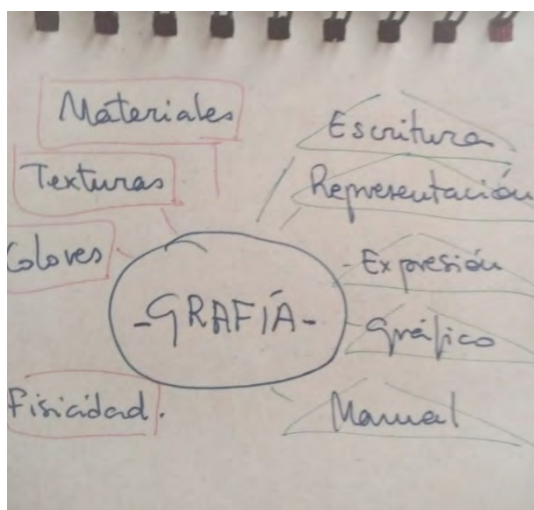 Materiales
Texturas
Colores
Fisicidad.
-GRAFÍA-
Escritura
Representación
-Expresión
Gráfico
Manual